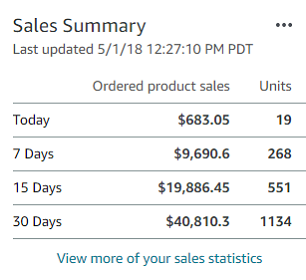 Sales Summary
Last updated 5/1/18 12:27:10 PM PDT
Ordered product sales Units
Today $683.05 19
7 Days $9,690.6 268
15 Days $19,886.45 551
30 Days $40,810.3 1134
View more of your sales statistics